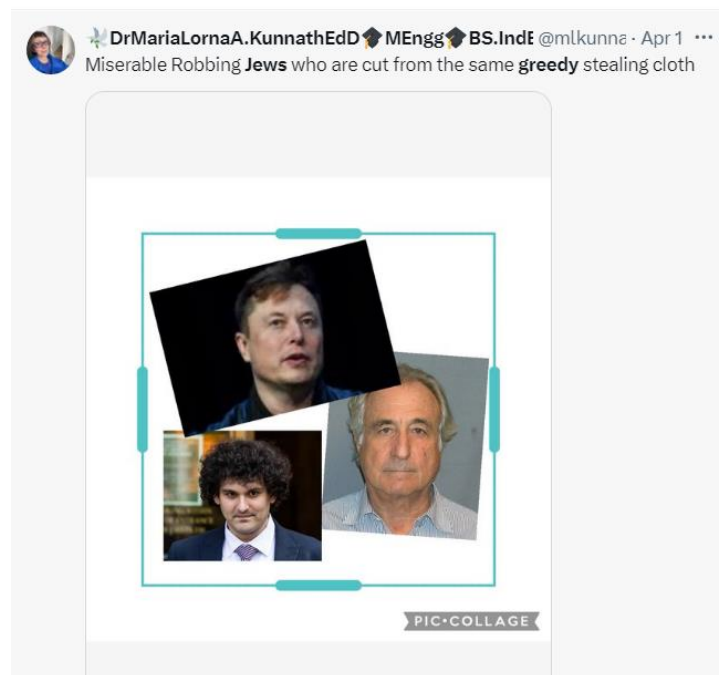 DrMariaLornaA.KunnathEdD🎓MEngg🎓BS.IndE @mlkunna · Apr 1 ···
Miserable Robbing Jews who are cut from the same greedy stealing cloth
PIC•COLLAGE